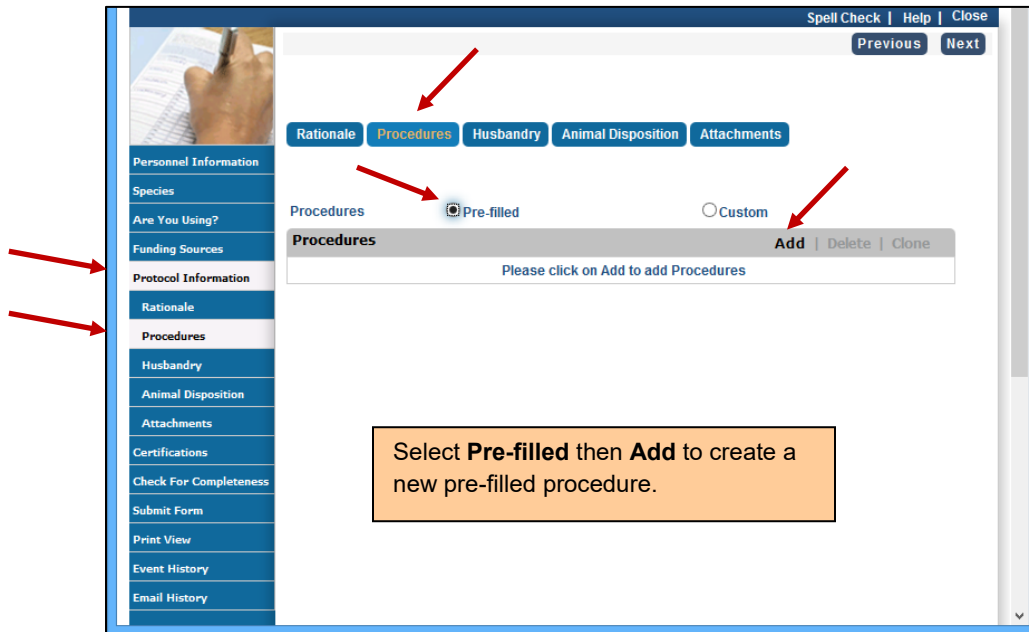 Spell Check | Help | Close
Previous Next
Rationale Procedures Husbandry Animal Disposition Attachments
Personnel Information
Species
Are You Using?
Funding Sources
Protocol Information
Rationale
Procedures
Husbandry
Animal Disposition
Attachments
Certifications
Check For Completeness
Submit Form
Print View
Event History
Email History
Procedures Pre-filled Custom
Procedures Add | Delete | Clone
Please click on Add to add Procedures
Select Pre-filled then Add to create a
new pre-filled procedure.